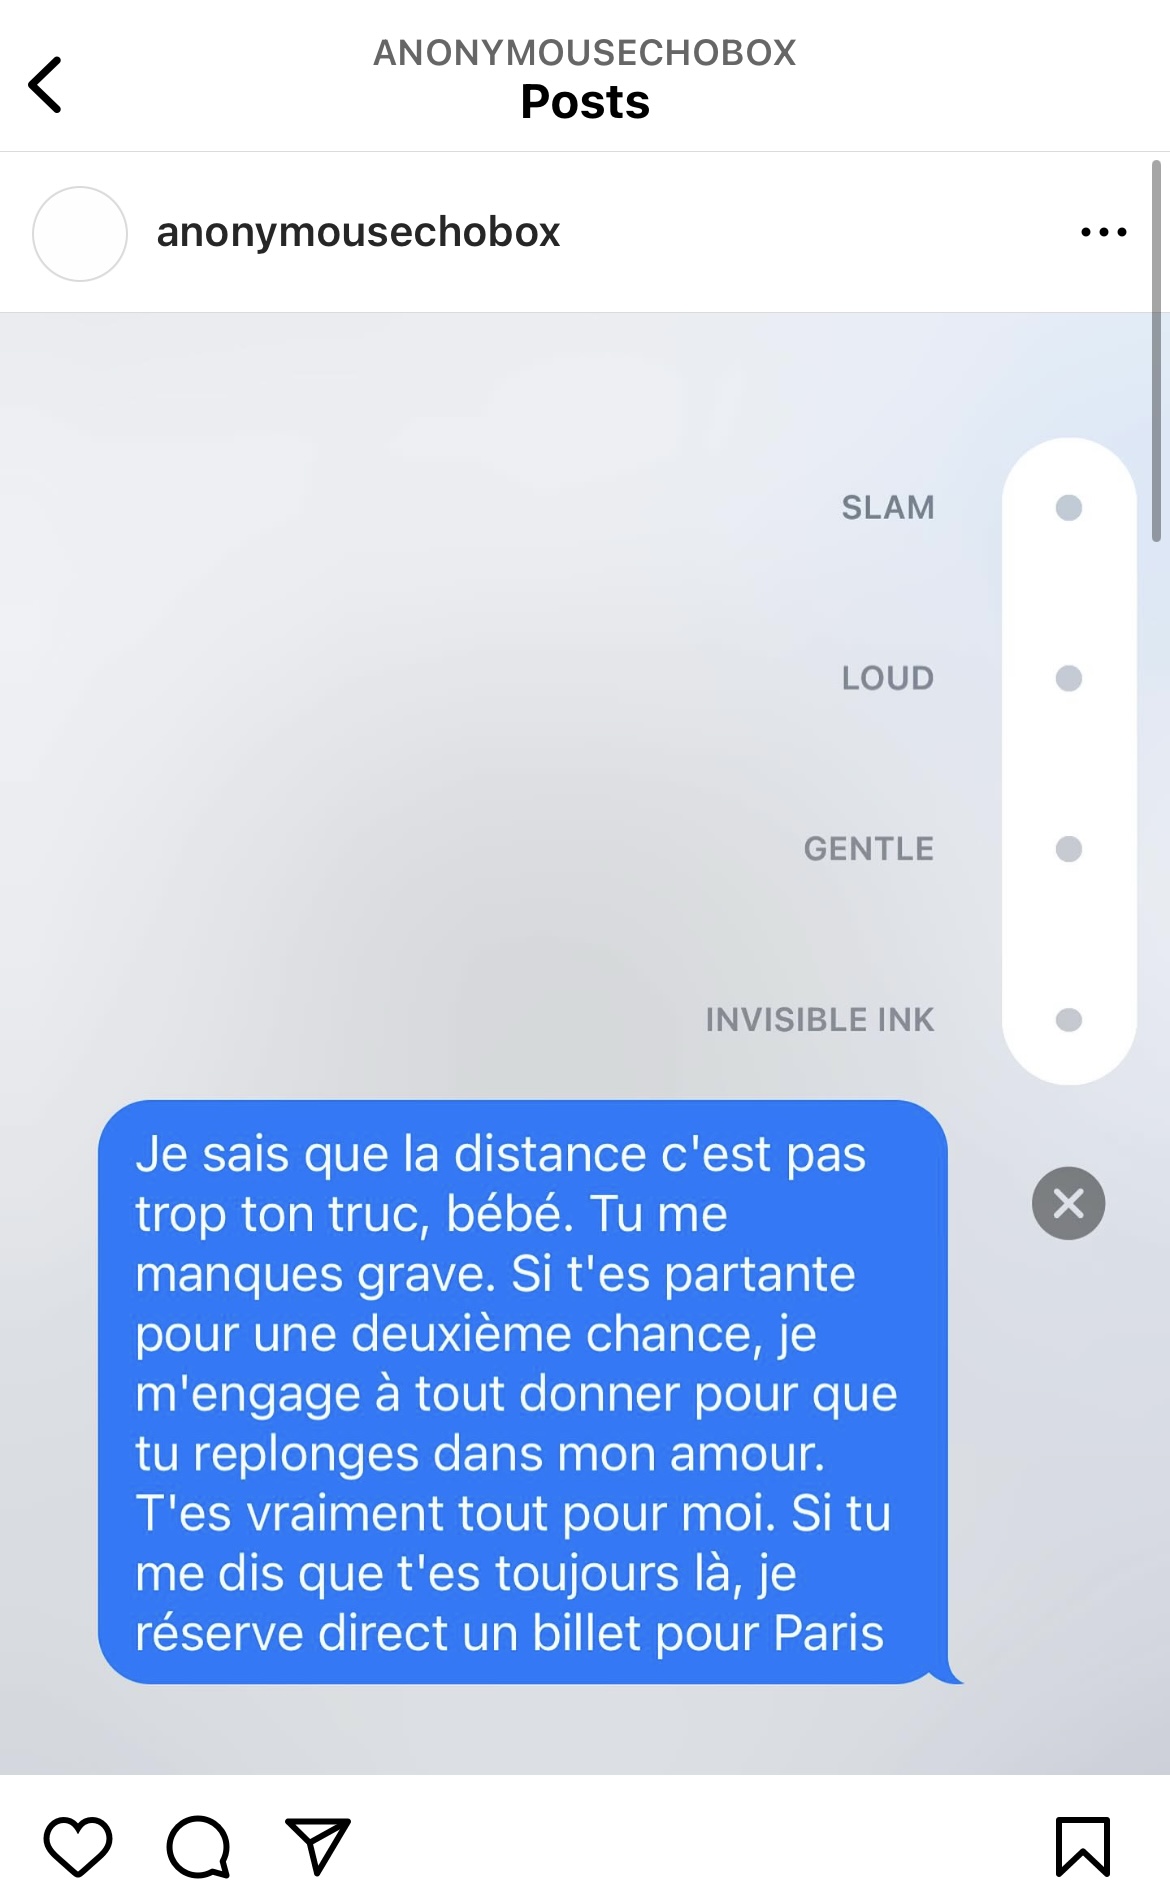 ANONYMOUSECHOBOX
Posts
anonymousechobox
SLAM
LOUD
GENTLE
INVISIBLE INK
Je sais que la distance c'est pas
trop ton truc, bébé. Tu me
manques grave. Si t'es partante
pour une deuxième chance, je
m'engage à tout donner pour que
tu replonges dans mon amour.
T'es vraiment tout pour moi. Si tu
me dis que t'es toujours là, je
réserve direct un billet pour Paris